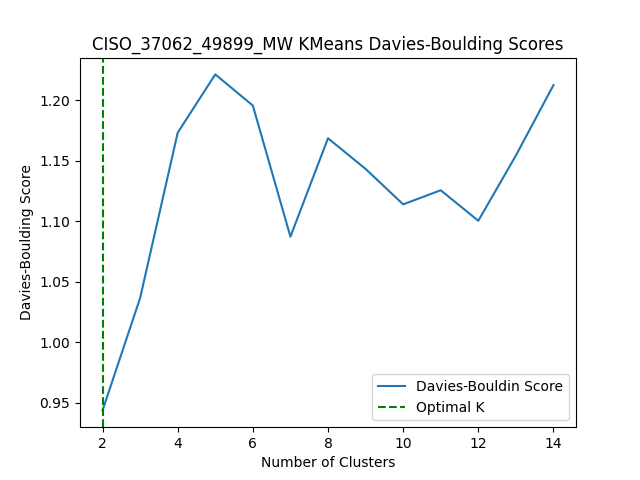 CISO_37062_49899_MW KMeans Davies-Boulding Scores
Davies-Boulding Score
1.20
1.15
1.10
1.05
1.00
0.95
Davies-Bouldin Score
Optimal K
2 4 6 8 10 12 14
Number of Clusters